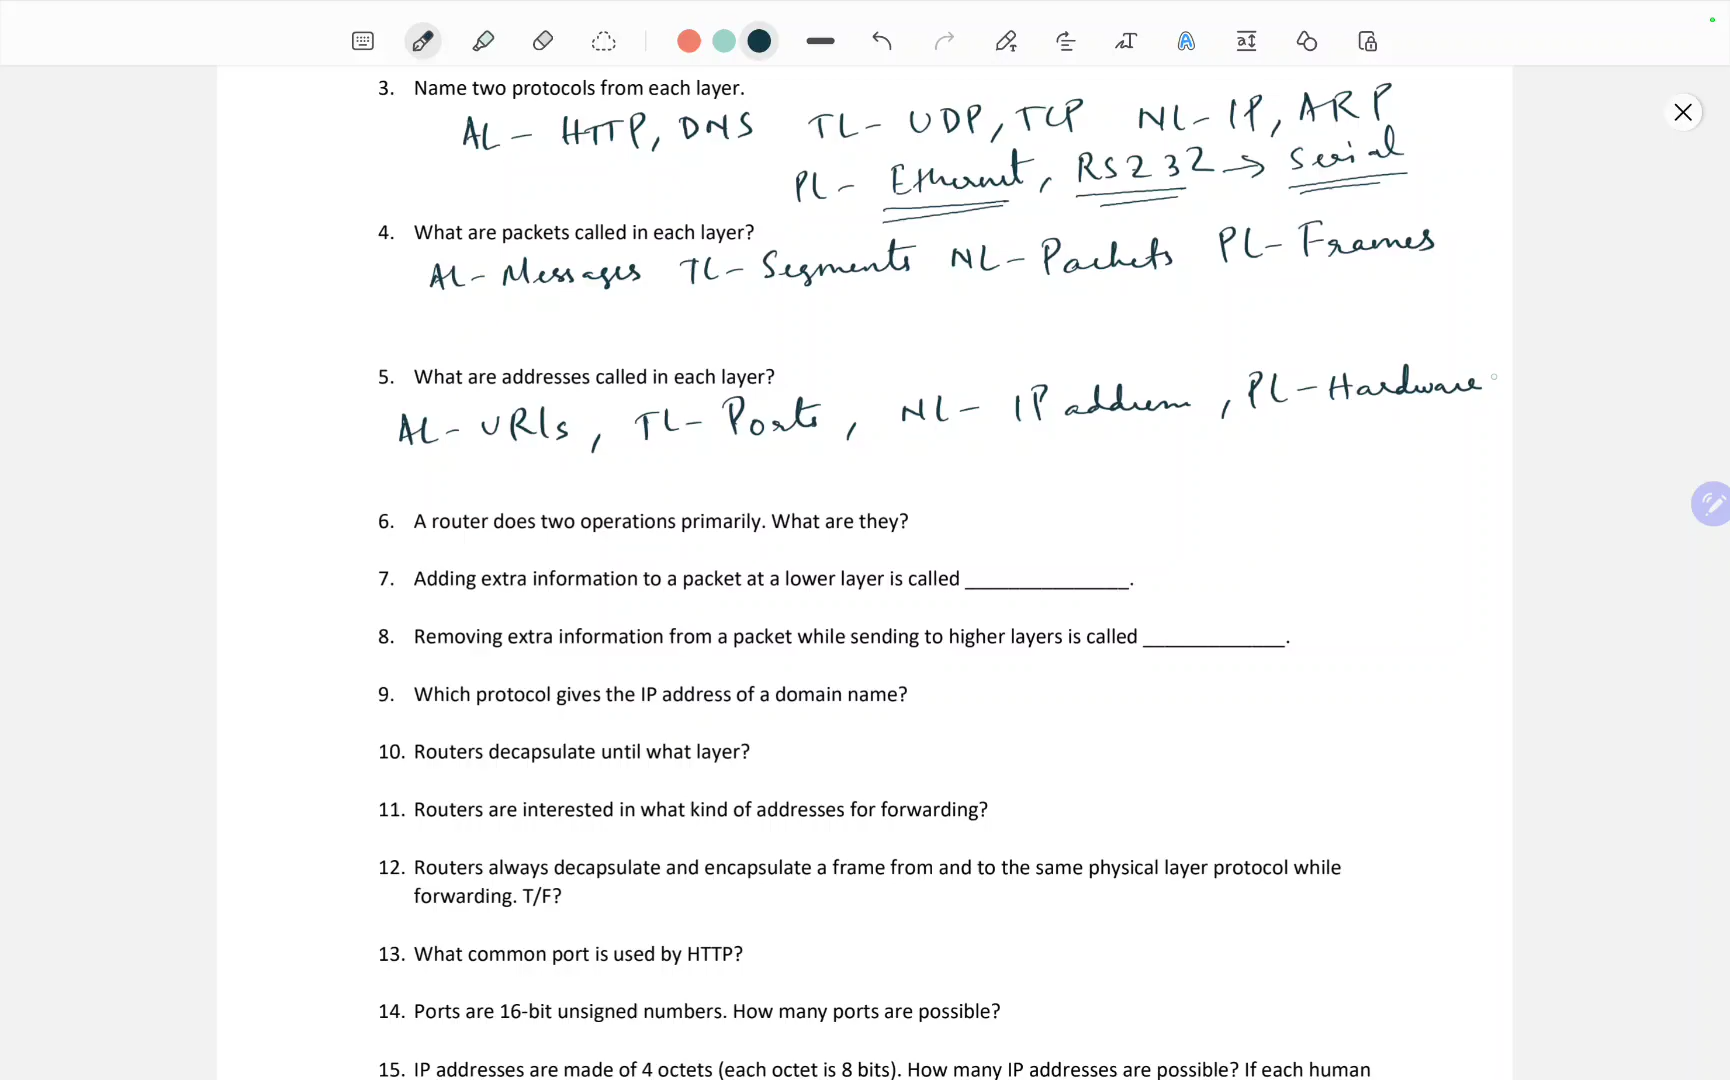 3. Name two protocols from each layer.
AL - HTTP, DNS TL - UDP, TCP NL - IP, ARP
PL - Ethernet, RS232 → Serial
4. What are packets called in each layer?
AL - Messages TL - Segments NL - Packets PL - Frames
5. What are addresses called in each layer?
AL - URLs, TL - Ports, NL - IP address, PL - Hardware
6. A router does two operations primarily. What are they?
7. Adding extra information to a packet at a lower layer is called _______________.
8. Removing extra information from a packet while sending to higher layers is called _____________.
9. Which protocol gives the IP address of a domain name?
10. Routers decapsulate until what layer?
11. Routers are interested in what kind of addresses for forwarding?
12. Routers always decapsulate and encapsulate a frame from and to the same physical layer protocol while
forwarding. T/F?
13. What common port is used by HTTP?
14. Ports are 16-bit unsigned numbers. How many ports are possible?
15. IP addresses are made of 4 octets (each octet is 8 bits). How many IP addresses are possible? If each human